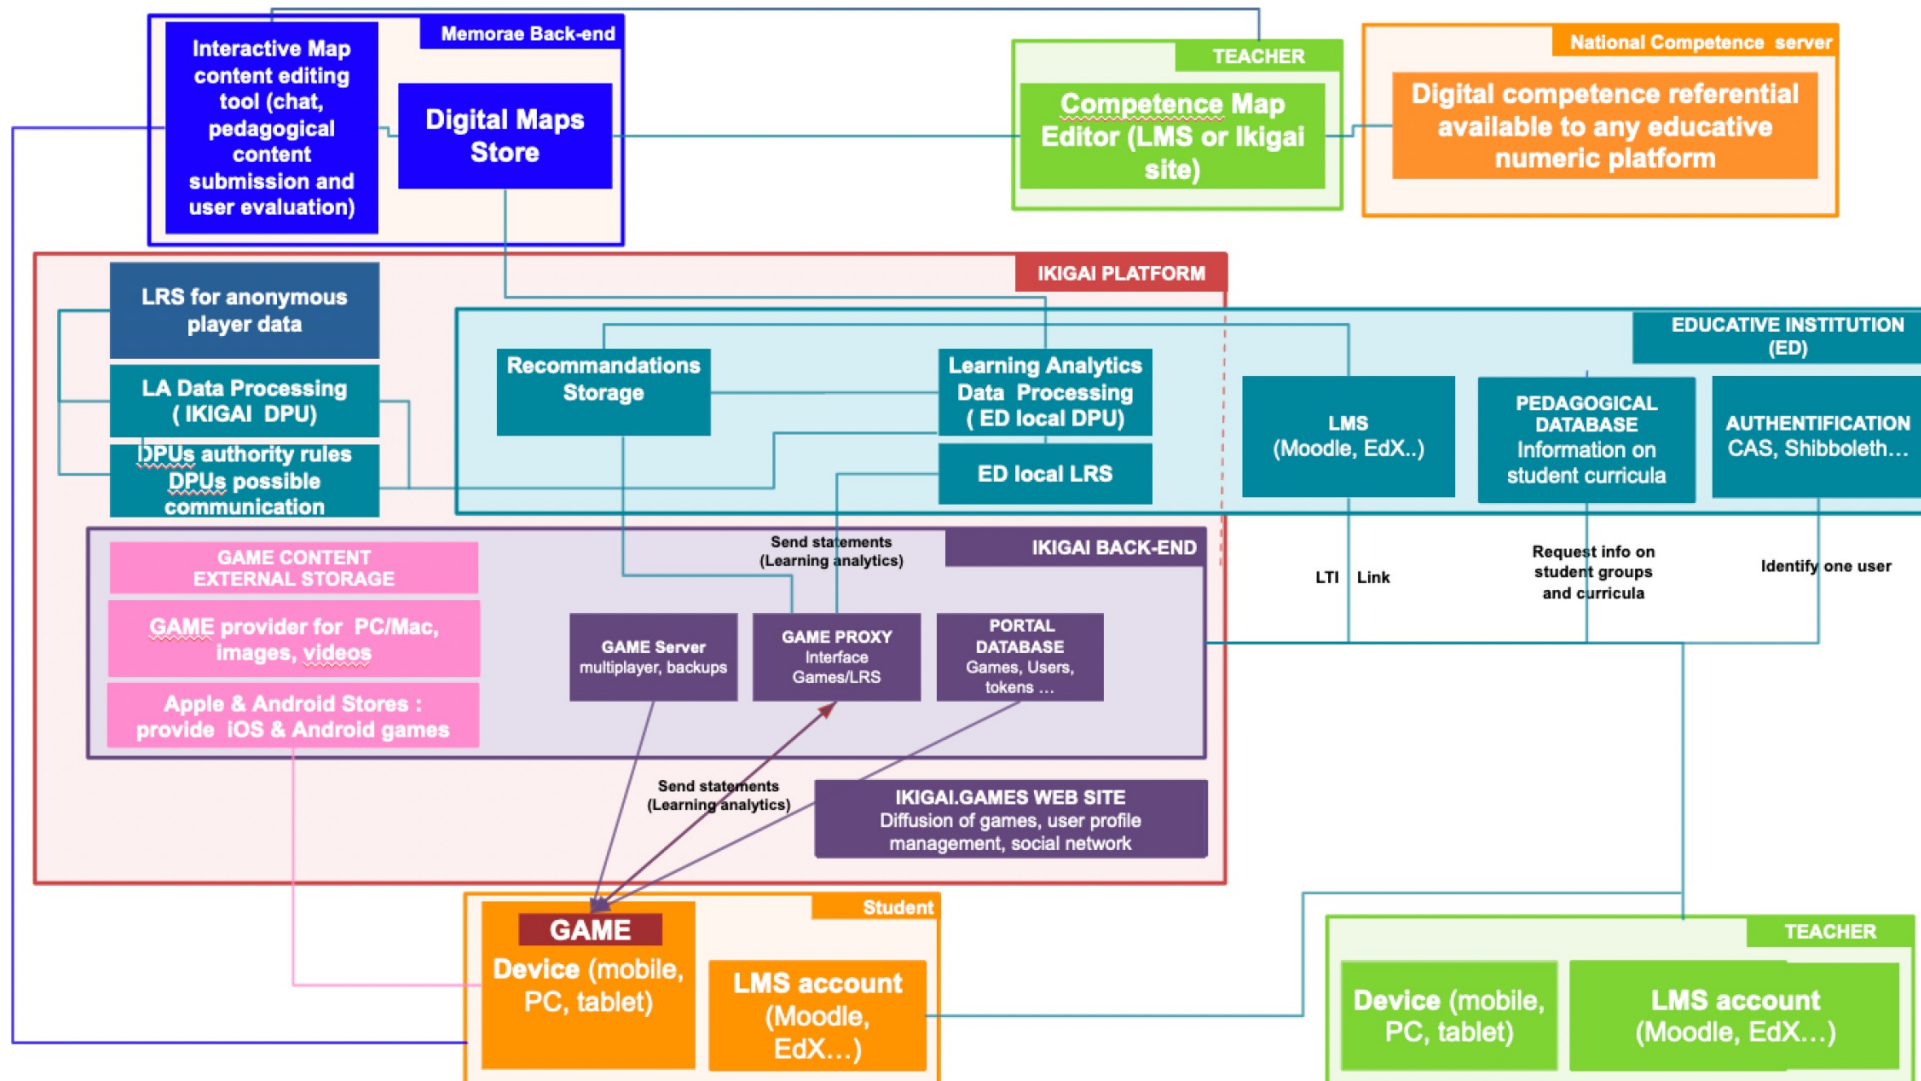 Memorae Back-end
Interactive Map
content editing
tool (chat,
pedagogical
content
submission and
user evaluation)
Digital Maps
Store
TEACHER
Competence Map
Editor (LMS or Ikigai
site)
National Competence server
Digital competence referential
available to any educative
numeric platform
IKIGAI PLATFORM
LRS for anonymous
player data
LA Data Processing
( IKIGAI DPU)
DPUs authority rules
DPUs possible
communication
EDUCATIVE INSTITUTION
(ED)
Recommandations
Storage
Learning Analytics
Data Processing
( ED local DPU)
ED local LRS
LMS
(Moodle, EdX..)
PEDAGOGICAL
DATABASE
Information on
student curricula
AUTHENTIFICATION
CAS, Shibboleth...
IKIGAI BACK-END
Send statements
(Learning analytics)
GAME CONTENT
EXTERNAL STORAGE
GAME provider for PC/Mac,
images, videos
Apple & Android Stores :
provide iOS & Android games
GAME Server
multiplayer, backups
GAME PROXY
Interface
Games/LRS
PORTAL
DATABASE
Games, Users,
tokens ...
LTI Link
Request info on
student groups
and curricula
Identify one user
Send statements
(Learning analytics)
IKIGAI.GAMES WEB SITE
Diffusion of games, user profile
management, social network
Student
GAME
Device (mobile,
PC, tablet)
LMS account
(Moodle,
EdX...)
TEACHER
Device (mobile,
PC, tablet)
LMS account
(Moodle, EdX...)